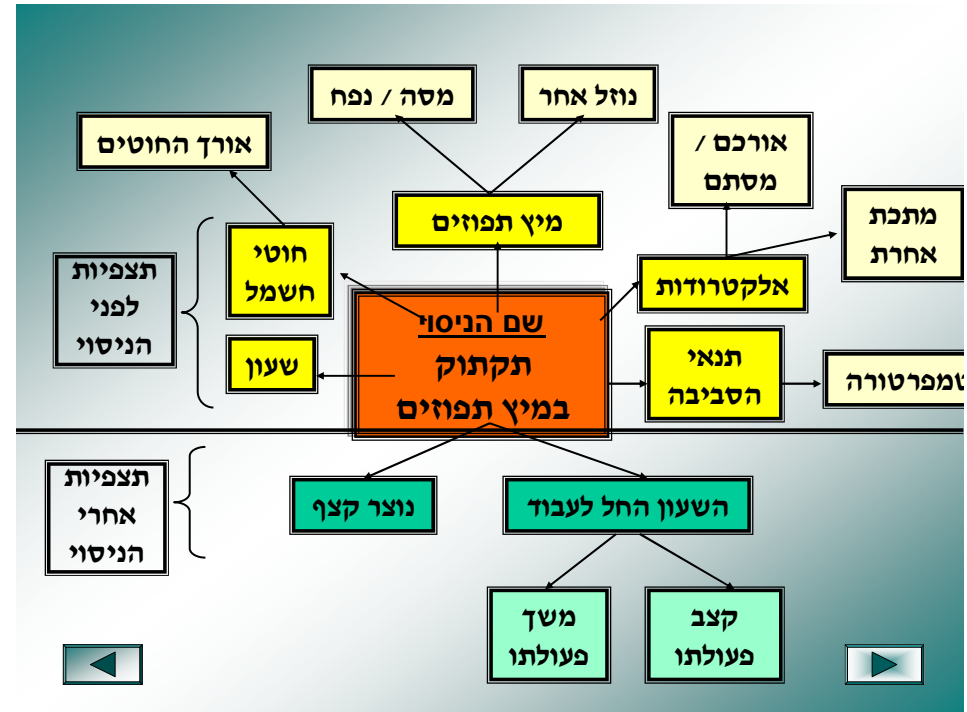 מסה / נפח
נוזל אחר
אורך החוטים
אורכם /
מסתם
מתכת
אחרת
מיץ תפוזים
חוטי
חשמל
אלקטרודות
תצפיות
לפני
הניסוי
שם הניסוי
תקתוק
במיץ תפוזים
שעון
תנאי
הסביבה
טמפרטורה
תצפיות
אחרי
הניסוי
נוצר קצף
השעון החל לעבוד
משך
פעולתו
קצב
פעולתו